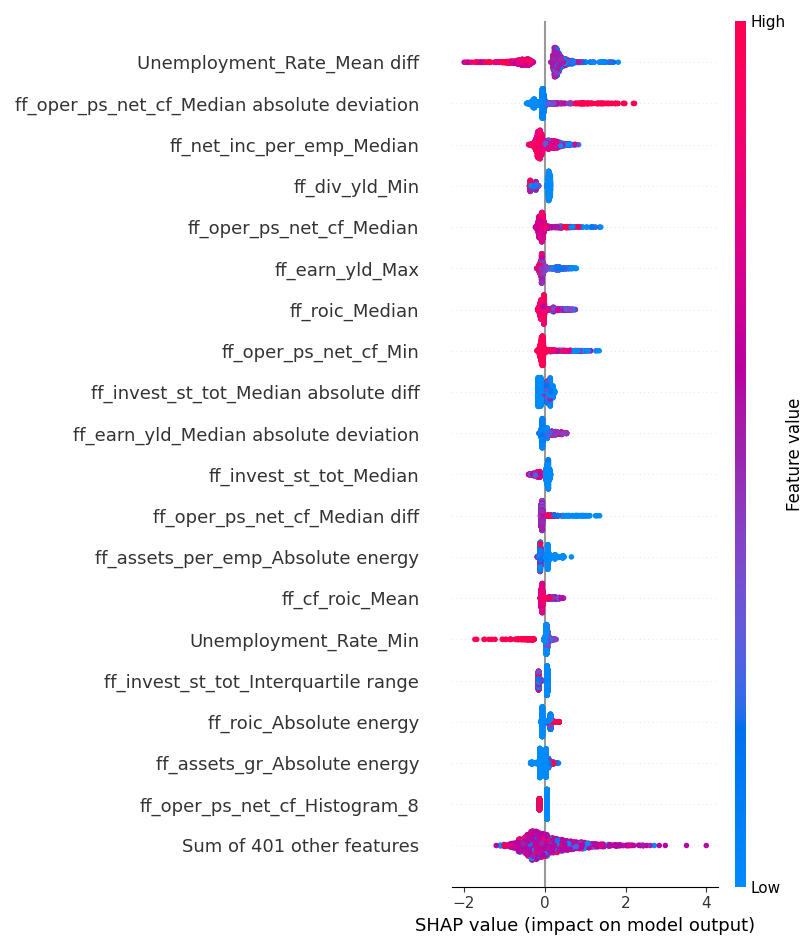 High
Unemployment_Rate_Mean diff
ff_oper_ps_net_cf_Median absolute deviation
ff_net_inc_per_emp_Median
ff_div_yld_Min
ff_oper_ps_net_cf_Median
ff_earn_yld_Max
ff_roic_Median
ff_oper_ps_net_cf_Min
ff_invest_st_tot_Median absolute diff
ff_earn_yld_Median absolute deviation
ff_invest_st_tot_Median
ff_oper_ps_net_cf_Median diff
ff_assets_per_emp_Absolute energy
ff_cf_roic_Mean
Unemployment_Rate_Min
ff_invest_st_tot_Interquartile range
ff_roic_Absolute energy
ff_assets_gr_Absolute energy
ff_oper_ps_net_cf_Histogram_8
Sum of 401 other features
Feature value
Low
−2 0 2 4
SHAP value (impact on model output)